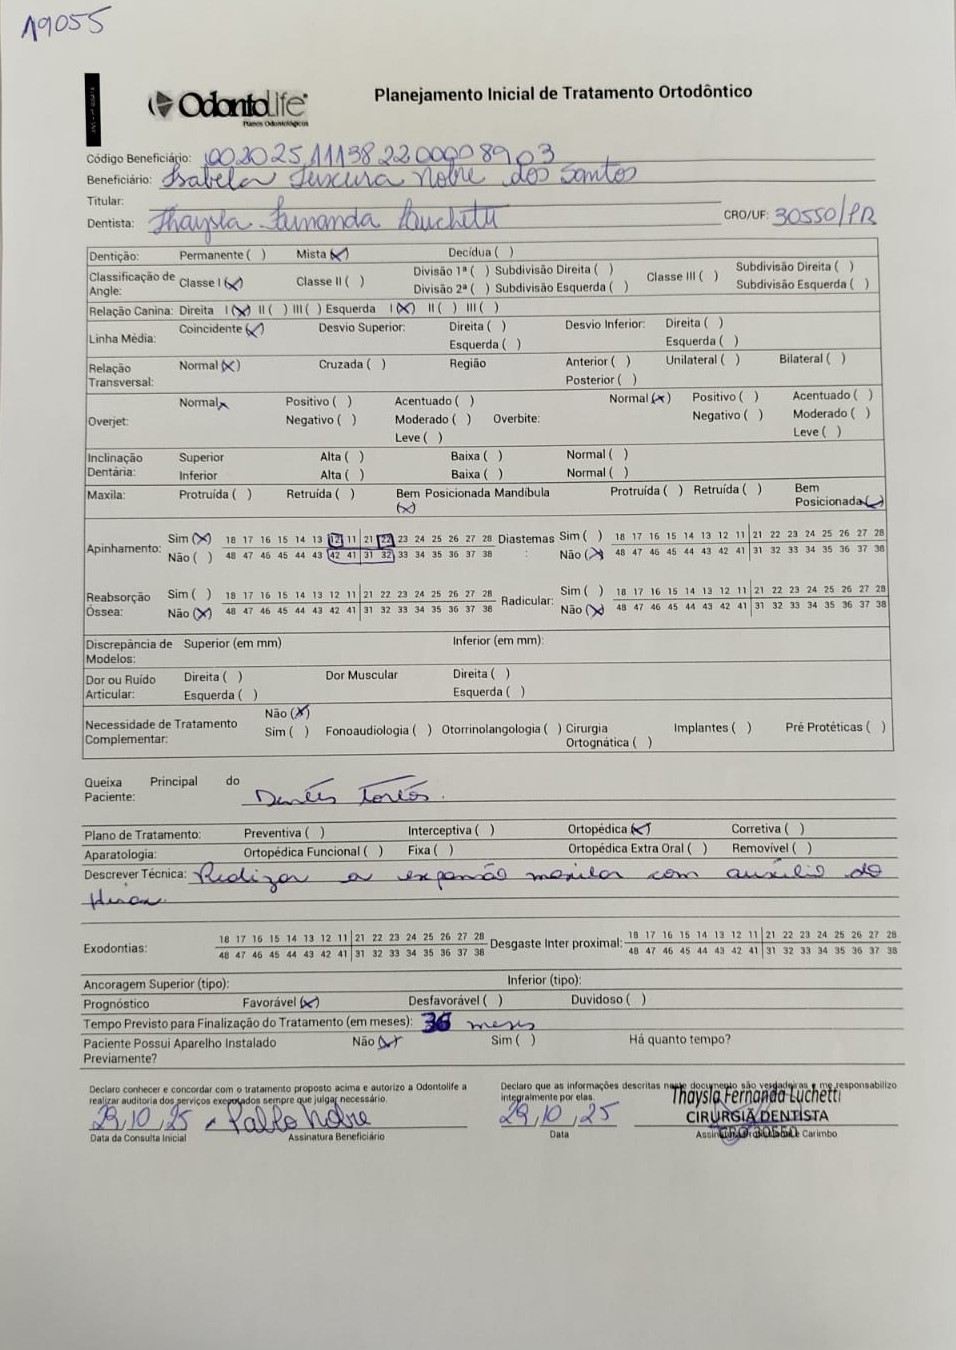 19055
OdontoLife
Planos Odontológicos
Planejamento Inicial de Tratamento Ortodôntico
Código Beneficiário: 002025111382200008903
Beneficiário: Isabela Teixeira Nobre dos Santos
Titular:
Dentista: Thaysla Fernanda Luchetti CRO/UF: 30550/PR
Dentição: Permanente ( ) Mista (x) Decídua ( )
Classificação de Angle: Classe I (x) Classe II ( ) Divisão 1ª ( ) Subdivisão Direita ( ) Classe III ( ) Subdivisão Direita ( )
Divisão 2ª ( ) Subdivisão Esquerda ( ) Subdivisão Esquerda ( )
Relação Canina: Direita I (x) II ( ) III ( ) Esquerda I (x) II ( ) III ( )
Linha Média: Coincidente (x) Desvio Superior: Direita ( ) Desvio Inferior: Direita ( )
Esquerda ( ) Esquerda ( )
Relação Transversal: Normal (x) Cruzada ( ) Região Anterior ( ) Unilateral ( ) Bilateral ( )
Posterior ( )
Overjet: Normal x Positivo ( ) Acentuado ( ) Overbite: Normal (x) Positivo ( ) Acentuado ( )
Negativo ( ) Moderado ( ) Negativo ( ) Moderado ( )
Leve ( ) Leve ( )
Inclinação Dentária: Superior Alta ( ) Baixa ( ) Normal ( )
Inferior Alta ( ) Baixa ( ) Normal ( )
Maxila: Protruída ( ) Retruída ( ) Bem Posicionada (x) Mandíbula Protruída ( ) Retruída ( ) Bem Posicionada (x)
Apinhamento: Sim (x) 18 17 16 15 14 13 12 11 21 22 23 24 25 26 27 28 Diastemas : Sim ( ) 18 17 16 15 14 13 12 11 21 22 23 24 25 26 27 28
Não ( ) 48 47 46 45 44 43 42 41 31 32 33 34 35 36 37 38 Não (x) 48 47 46 45 44 43 42 41 31 32 33 34 35 36 37 38
Reabsorção Óssea: Sim ( ) 18 17 16 15 14 13 12 11 21 22 23 24 25 26 27 28 Radicular: Sim ( ) 18 17 16 15 14 13 12 11 21 22 23 24 25 26 27 28
Não (x) 48 47 46 45 44 43 42 41 31 32 33 34 35 36 37 38 Não (x) 48 47 46 45 44 43 42 41 31 32 33 34 35 36 37 38
Discrepância de Modelos: Superior (em mm) Inferior (em mm):
Dor ou Ruído Articular: Direita ( ) Dor Muscular Direita ( )
Esquerda ( ) Esquerda ( )
Necessidade de Tratamento Complementar: Não (x)
Sim ( ) Fonoaudiologia ( ) Otorrinolangologia ( ) Cirurgia Ortognática ( ) Implantes ( ) Pré Protéticas ( )
Queixa Principal do Paciente: Dentes Tortos.
Plano de Tratamento: Preventiva ( ) Interceptiva ( ) Ortopédica (x) Corretiva ( )
Aparatologia: Ortopédica Funcional ( ) Fixa ( ) Ortopédica Extra Oral ( ) Removível ( )
Descrever Técnica: Realizar a expansão maxilar com auxílio do
Hirax.
Exodontias: 18 17 16 15 14 13 12 11 21 22 23 24 25 26 27 28 Desgaste Inter proximal: 18 17 16 15 14 13 12 11 21 22 23 24 25 26 27 28
48 47 46 45 44 43 42 41 31 32 33 34 35 36 37 38 48 47 46 45 44 43 42 41 31 32 33 34 35 36 37 38
Ancoragem Superior (tipo): Inferior (tipo):
Prognóstico Favorável (x) Desfavorável ( ) Duvidoso ( )
Tempo Previsto para Finalização do Tratamento (em meses): 36 meses
Paciente Possui Aparelho Instalado Previamente? Não (x) Sim ( ) Há quanto tempo?
Declaro conhecer e concordar com o tratamento proposto acima e autorizo a Odontolife a realizar auditoria dos serviços executados sempre que julgar necessário.
Declaro que as informações descritas neste documento são verdadeiras e me responsabilizo integralmente por elas.
29,10,25 Pablo Nobre
Data da Consulta Inicial Assinatura Beneficiário
29,10,25
Data
Thaysla Fernanda Luchetti
CIRURGIÃ DENTISTA
CRO 30550
Carimbo